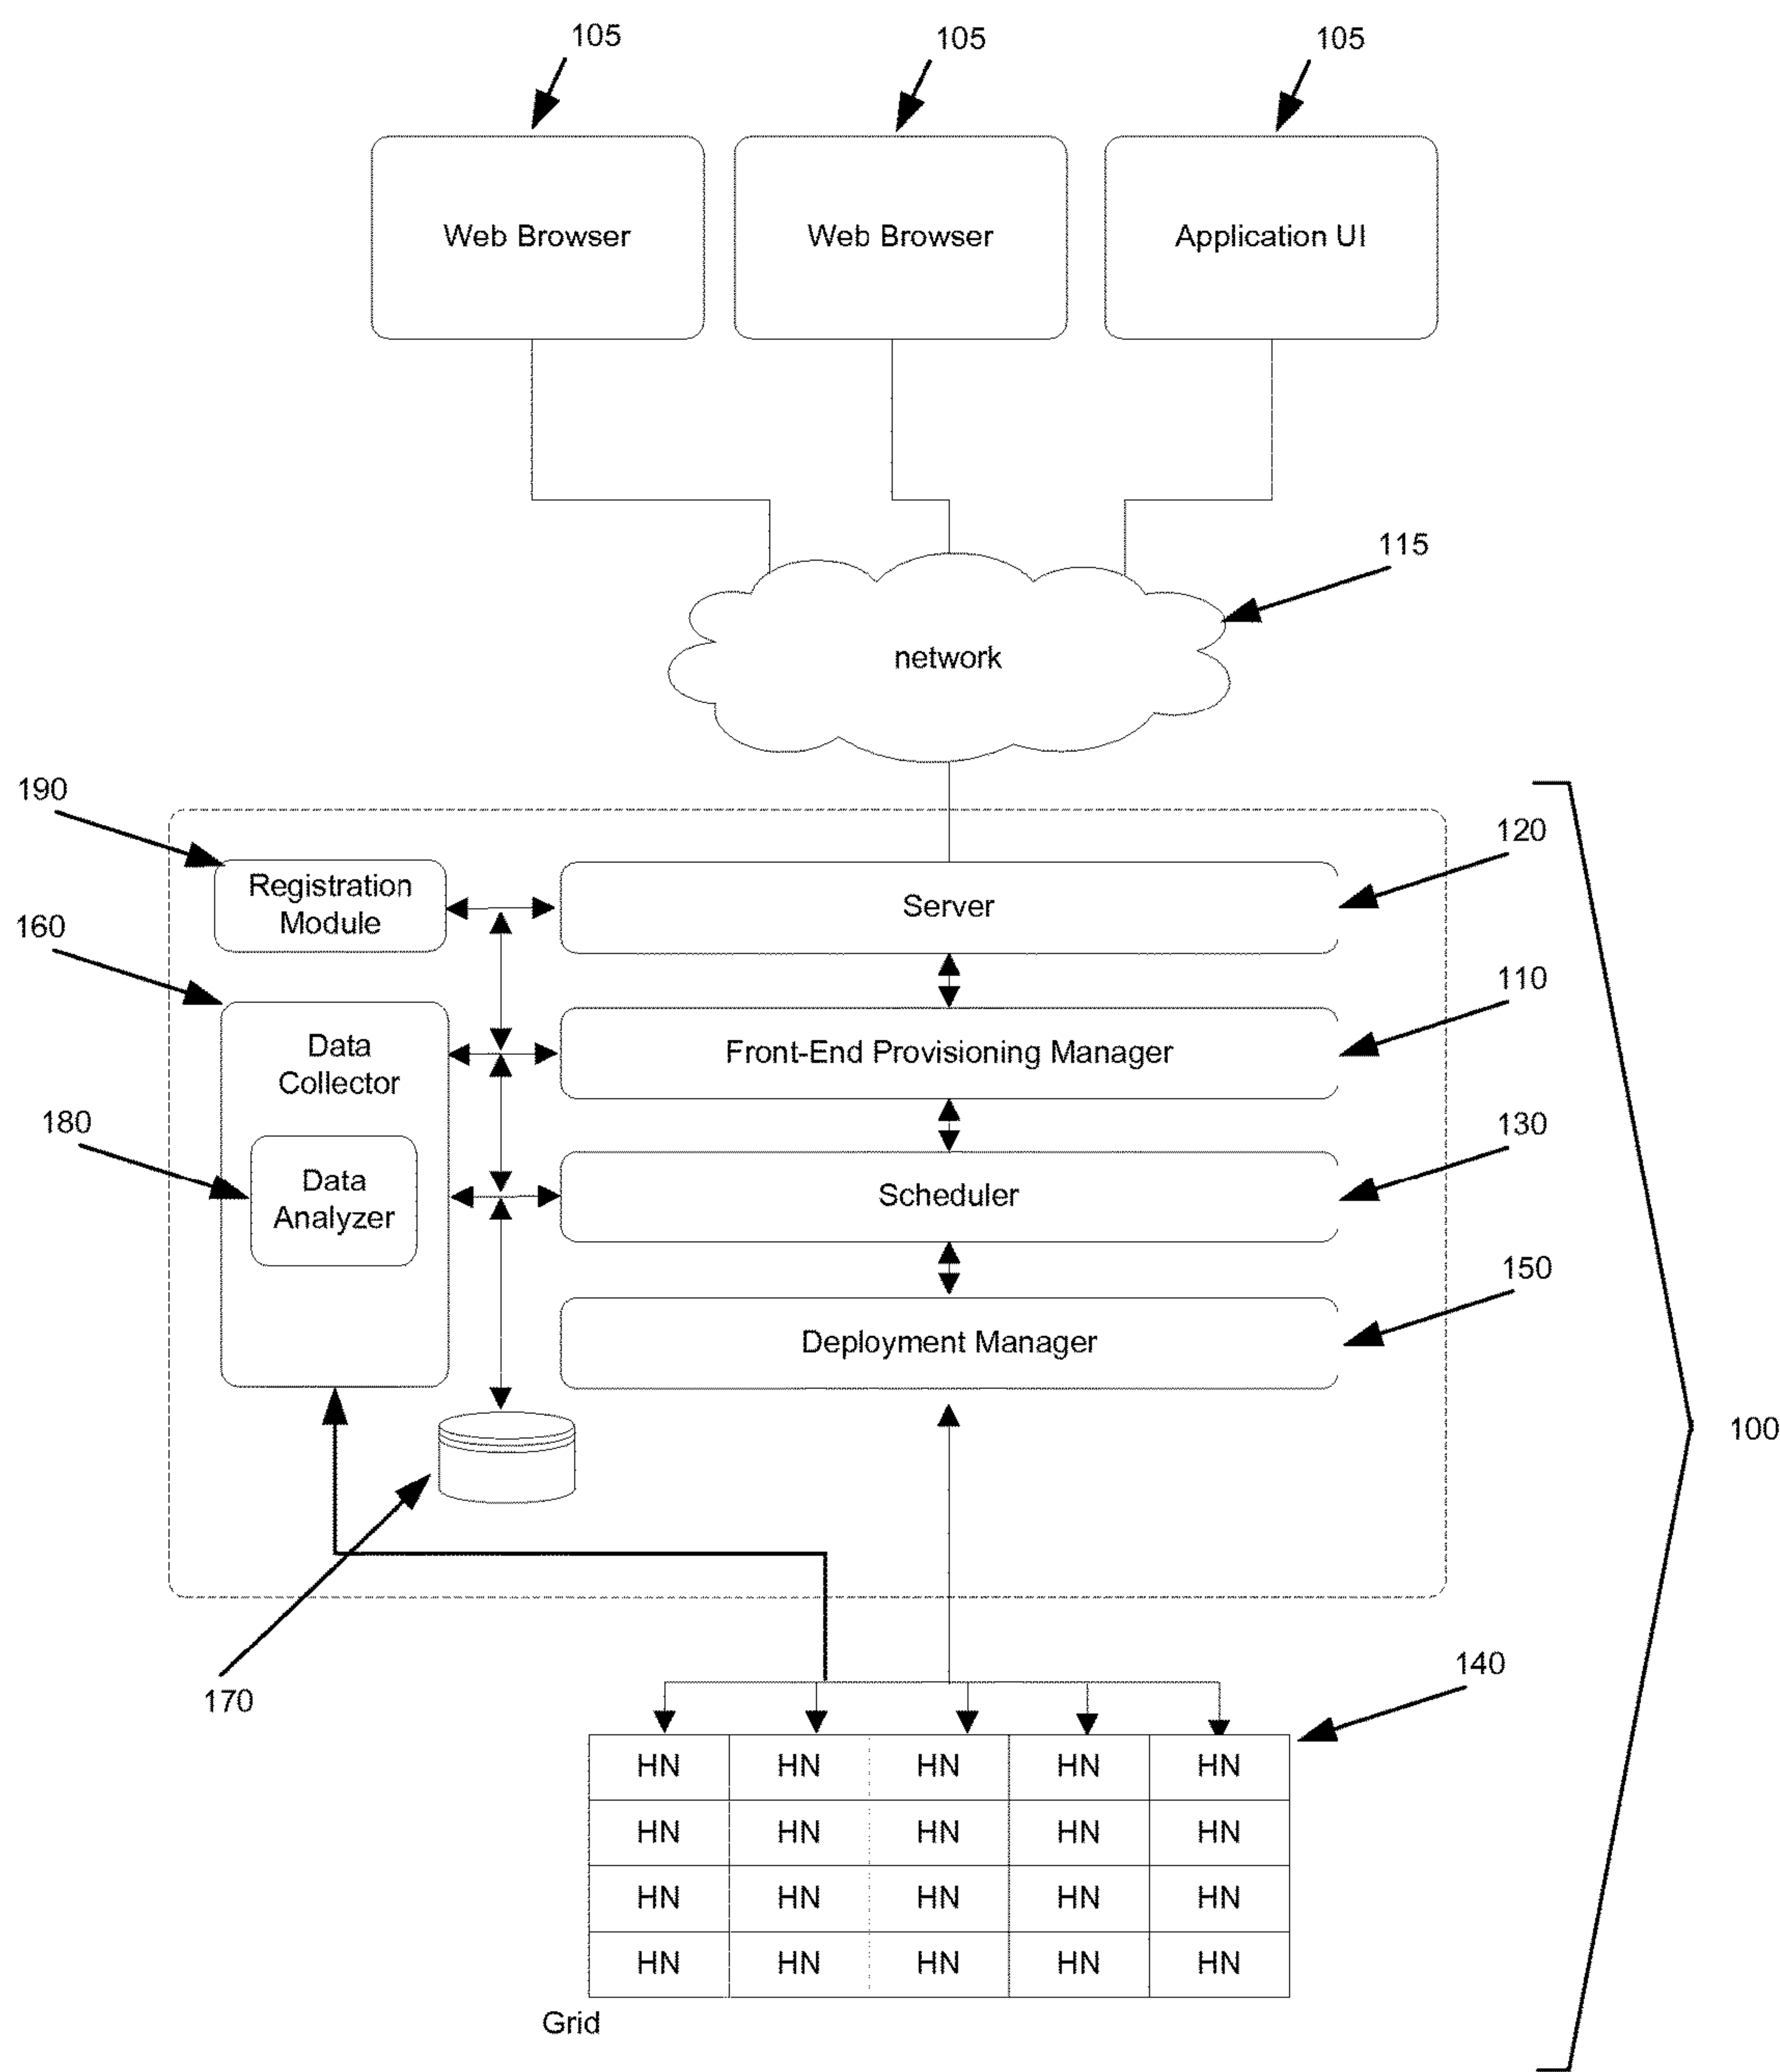 105
105
105
Web Browser
Web Browser
Application UI
115
network
190
120
Registration
Module
Server
160
110
Data
Collector
Front-End Provisioning Manager
180
130
Data
Analyzer
Scheduler
150
Deployment Manager
100
170
140
HN HN HN HN HN
HN HN HN HN HN
HN HN HN HN HN
HN HN HN HN HN
Grid